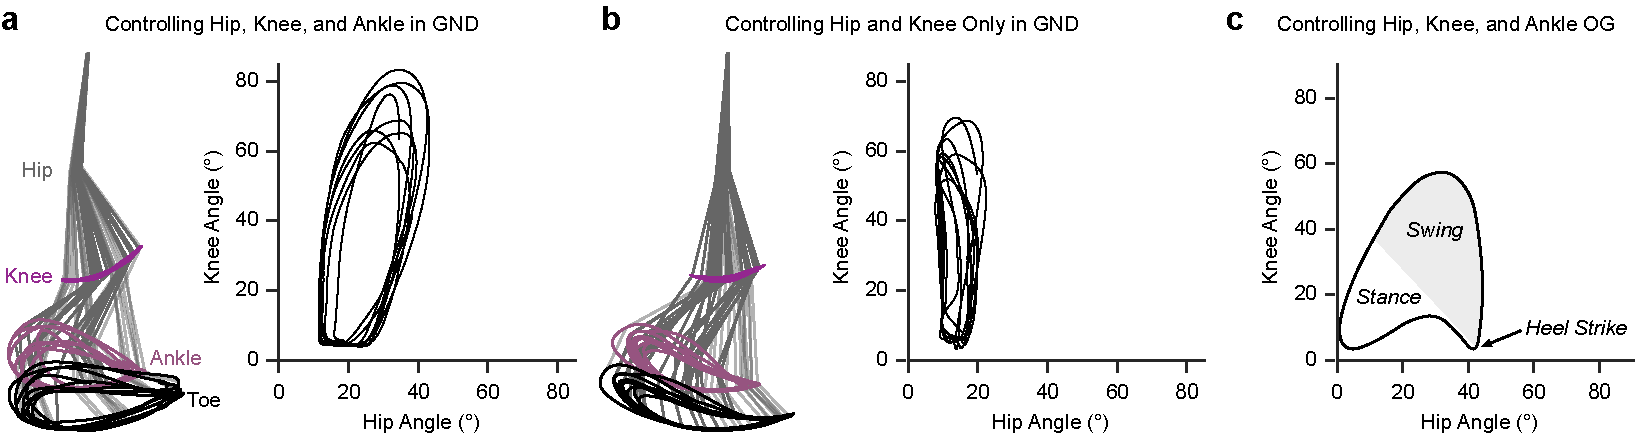 a
Controlling Hip, Knee, and Ankle in GND
Hip
Knee
Ankle
Toe
Knee Angle (°)
80
60
40
20
0
0 20 40 60 80
Hip Angle (°)
b
Controlling Hip and Knee Only in GND
Knee Angle (°)
80
60
40
20
0
0 20 40 60 80
Hip Angle (°)
c
Controlling Hip, Knee, and Ankle OG
Knee Angle (°)
80
60
40
20
0
Swing
Stance
Heel Strike
0 20 40 60 80
Hip Angle (°)